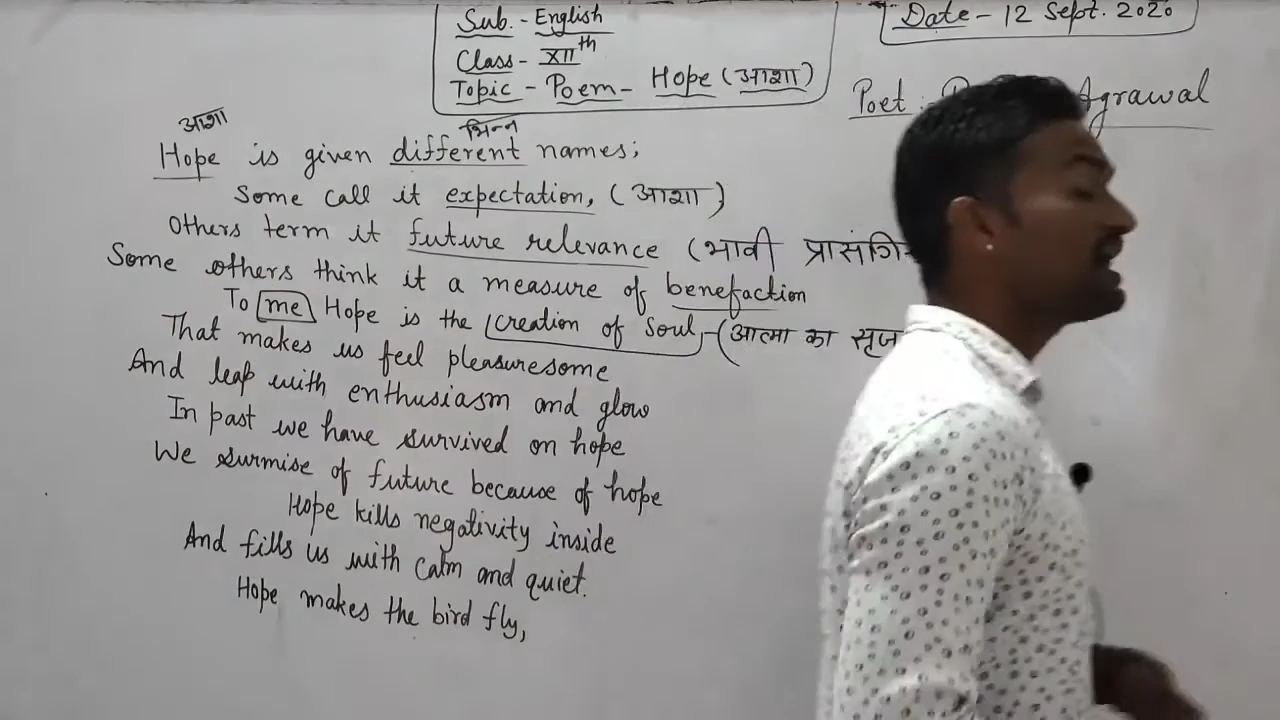 Sub. - English
Class - XIIth
Topic - Poem - Hope (आशा)
Date - 12 Sept. 2020
Poet : Agrawal
आशा
भिन्न
Hope is given different names;
Some call it expectation, (आशा)
Others term it future relevance (भावी
Some others think it a measure of benefaction
To me Hope is the creation of Soul, - (आत्मा का
That makes us feel pleasuresome
And leap with enthusiasm and glow
In past we have survived on hope
We surmise of future because of hope
Hope kills negativity inside
And fills us with calm and quiet.
Hope makes the bird fly,